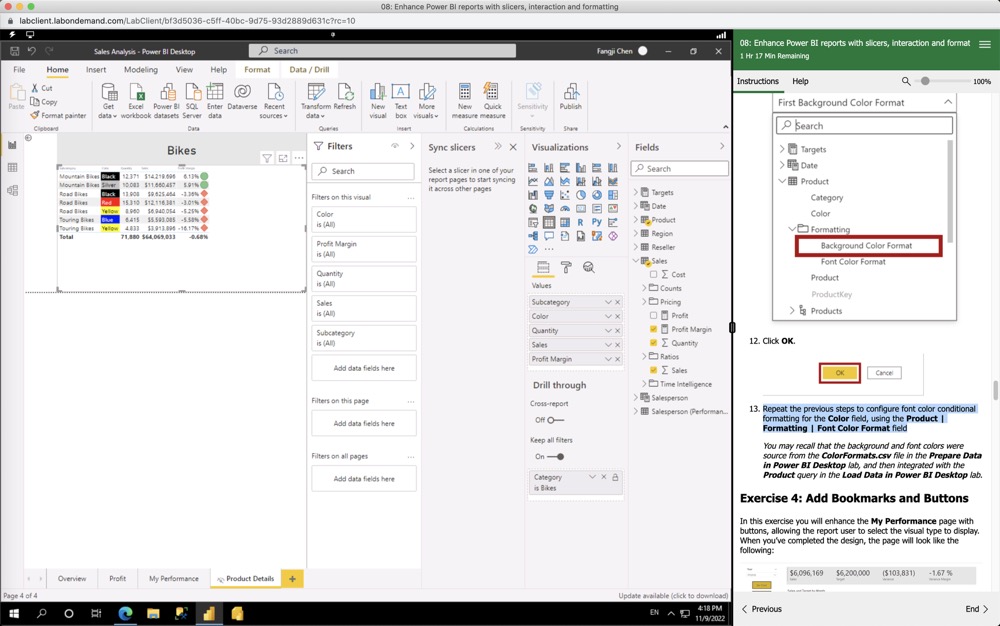 08: Enhance Power BI reports with slicers, interaction and formatting
labclient.labondemand.com/LabClient/bf3d5036-c5ff-40bc-9d75-93d2889d631c?rc=10
Sales Analysis - Power BI Desktop
Search
Fangji Chen
File
Home
Insert
Modeling
View
Help
Format
Data / Drill
Paste
Cut
Copy
Format painter
Clipboard
Get data
Excel workbook
Power BI datasets
SQL Server
Enter data
Dataverse
Recent sources
Data
Transform data
Refresh
Queries
New visual
Text box
More visuals
Insert
New measure
Quick measure
Calculations
Sensitivity
Sensitivity
Publish
Share
Bikes
Mountain Bikes Black 12,371 $14,219,696 6.13%
Mountain Bikes Silver 10,083 $11,660,487 5.91%
Road Bikes Black 13,908 $9,625,464 -3.36%
Road Bikes Red 15,310 $12,116,381 -3.01%
Road Bikes Yellow 8,960 $6,940,054 -5.25%
Touring Bikes Blue 6,415 $5,593,085 -5.58%
Touring Bikes Yellow 4,833 $3,913,896 -16.17%
Total 71,880 $64,069,033 -0.68%
Filters
Search
Filters on this visual
Color
is (All)
Profit Margin
is (All)
Quantity
is (All)
Sales
is (All)
Subcategory
is (All)
Add data fields here
Filters on this page
Add data fields here
Filters on all pages
Add data fields here
Sync slicers
Select a slicer in one of your report pages to start syncing it across other pages
Visualizations
Values
Subcategory
Color
Quantity
Sales
Profit Margin
Drill through
Cross-report
Off
Keep all filters
On
Category
is Bikes
Fields
Search
Targets
Date
Product
Region
Reseller
Sales
Cost
Counts
Pricing
Profit
Profit Margin
Quantity
Ratios
Sales
Time Intelligence
Salesperson
Salesperson (Performan...
Overview
Profit
My Performance
Product Details
Page 4 of 4
Update available (click to download)
EN
4:18 PM
11/9/2022
08: Enhance Power BI reports with slicers, interaction and format
1 Hr 17 Min Remaining
Instructions
Help
100%
First Background Color Format
Search
Targets
Date
Product
Category
Color
Formatting
Background Color Format
Font Color Format
Product
ProductKey
Products
12. Click OK.
OK
Cancel
13. Repeat the previous steps to configure font color conditional
formatting for the Color field, using the Product |
Formatting | Font Color Format field
You may recall that the background and font colors were
source from the ColorFormats.csv file in the Prepare Data
in Power BI Desktop lab, and then integrated with the
Product query in the Load Data in Power BI Desktop lab.
Exercise 4: Add Bookmarks and Buttons
In this exercise you will enhance the My Performance page with
buttons, allowing the report user to select the visual type to display.
When you've completed the design, the page will look like the
following:
$6,096,169
$6,200,000
($103,831)
-1.67 %
Previous
End